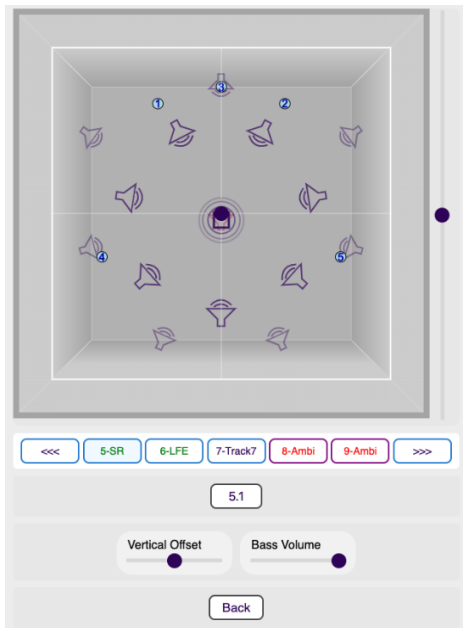 3
1
2
4
5
<<< 5-SR 6-LFE 7-Track7 8-Ambi 9-Ambi >>>
5.1
Vertical Offset Bass Volume
Back